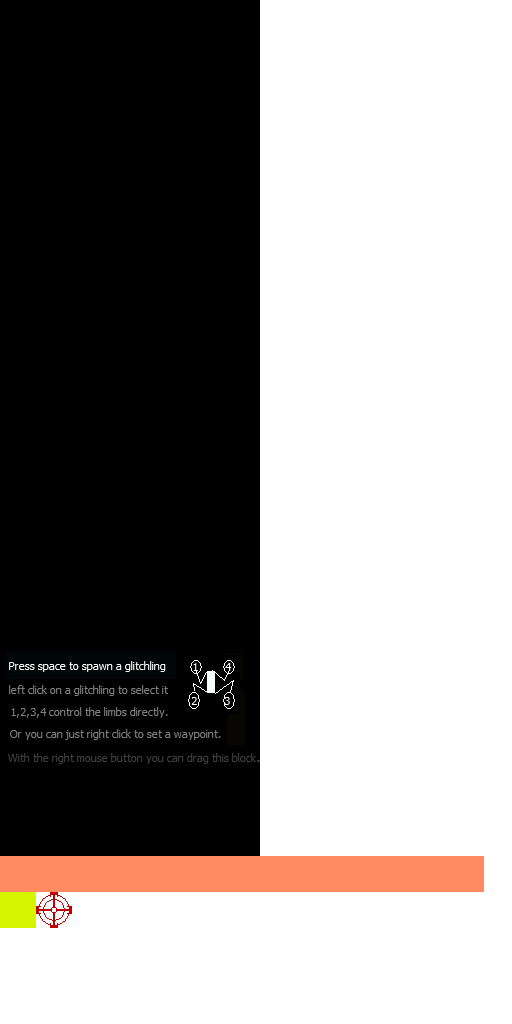 Press space to spawn a glitchling
1 4
left click on a glitchling to select it
2 3
1,2,3,4 control the limbs directly.
Or you can just right click to set a waypoint.
With the right mouse button you can drag this block.